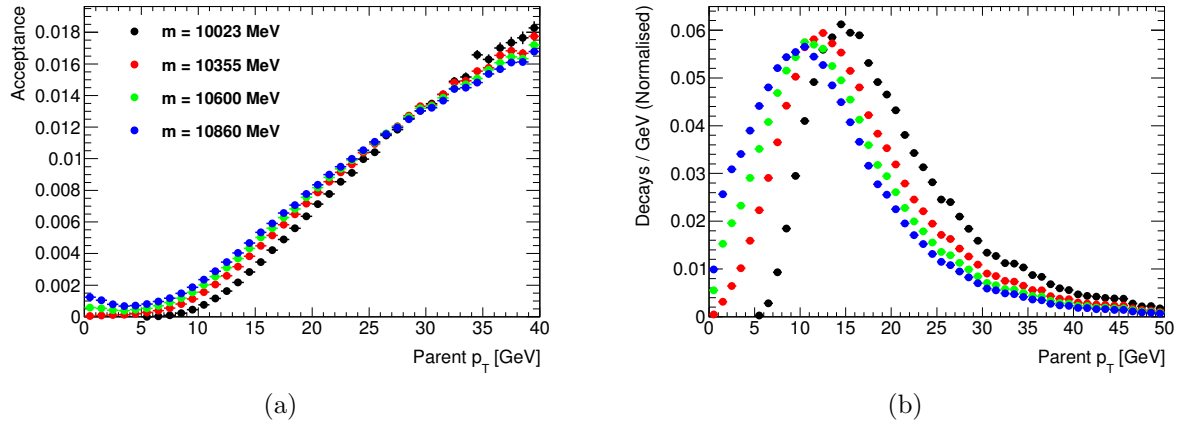 Acceptance
0.018
0.016
0.014
0.012
0.01
0.008
0.006
0.004
0.002
0
m = 10023 MeV
m = 10355 MeV
m = 10600 MeV
m = 10860 MeV
0 5 10 15 20 25 30 35 40
Parent p_T [GeV]
(a)
Decays / GeV (Normalised)
0.06
0.05
0.04
0.03
0.02
0.01
0
0 5 10 15 20 25 30 35 40 45 50
Parent p_T [GeV]
(b)